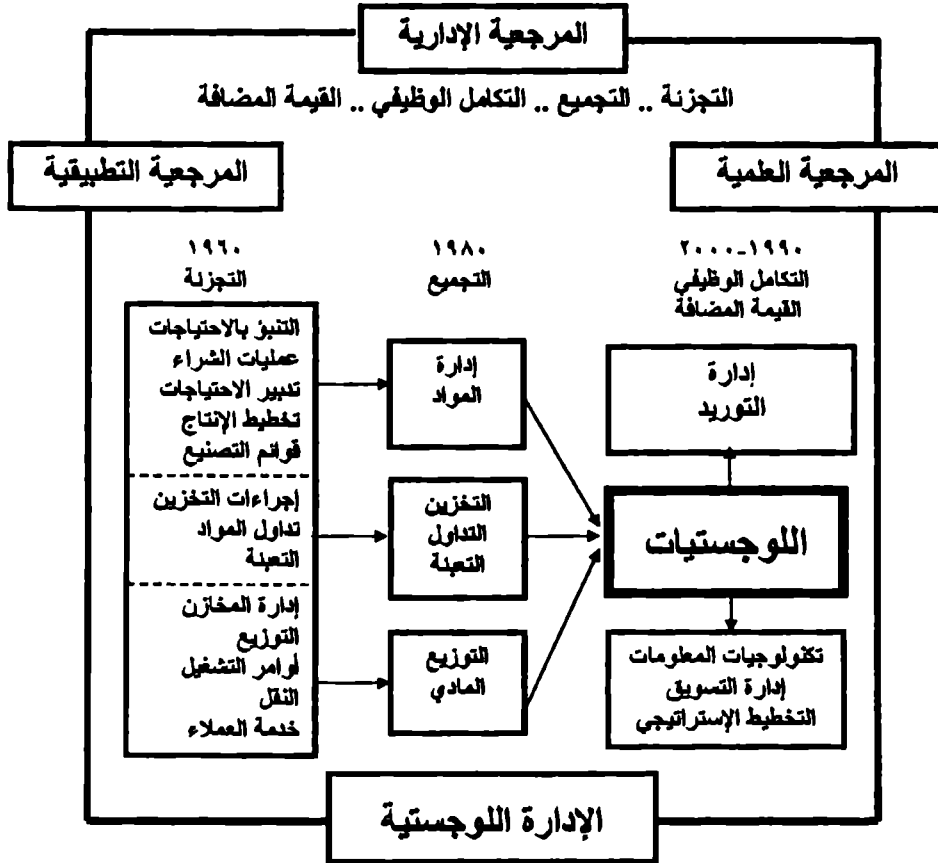 المرجعية الإدارية
التجزئة .. التجميع .. التكامل الوظيفي .. القيمة المضافة
المرجعية العلمية
المرجعية التطبيقية
١٩٦٠
التجزئة
التنبؤ بالاحتياجات
عمليات الشراء
تدبير الاحتياجات
تخطيط الإنتاج
قوائم التصنيع
إجراءات التخزين
تداول المواد
التعبئة
إدارة المخازن
التوزيع
أوامر التشغيل
النقل
خدمة العملاء
١٩٨٠
التجميع
إدارة
المواد
التخزين
التداول
التعبئة
التوزيع
المادي
١٩٩٠-٢٠٠٠
التكامل الوظيفي
القيمة المضافة
إدارة
التوريد
اللوجستيات
تكنولوجيات المعلومات
إدارة التسويق
التخطيط الإستراتيجي
الإدارة اللوجستية